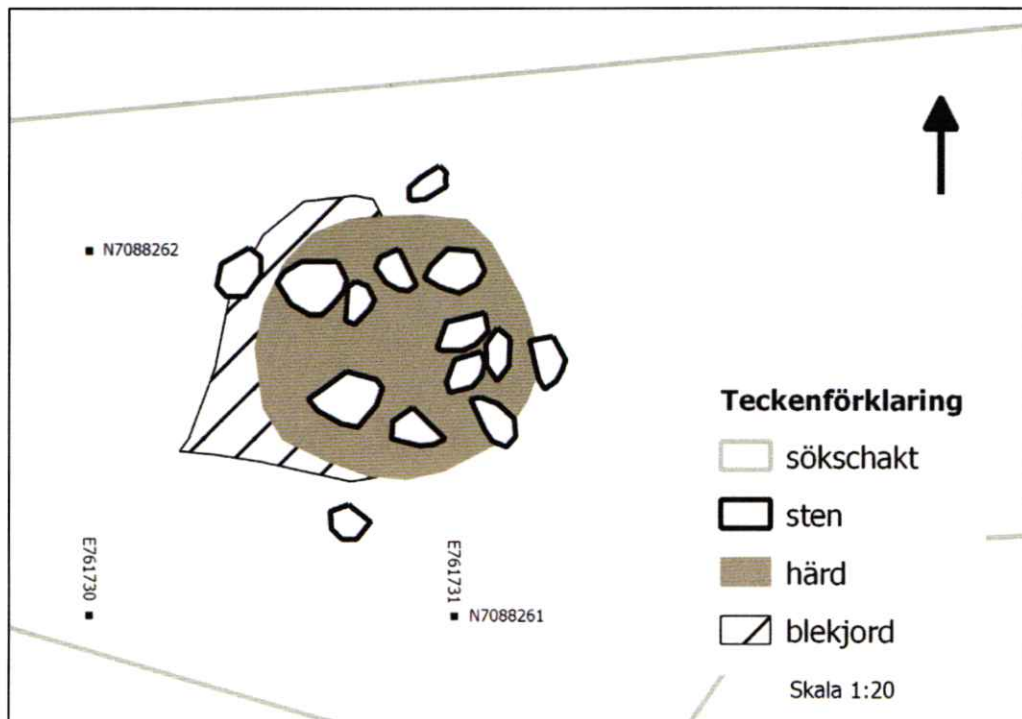 N7088262
Teckenförklaring
sökschakt
sten
härd
blekjord
Skala 1:20
E761730
E761731
N7088261